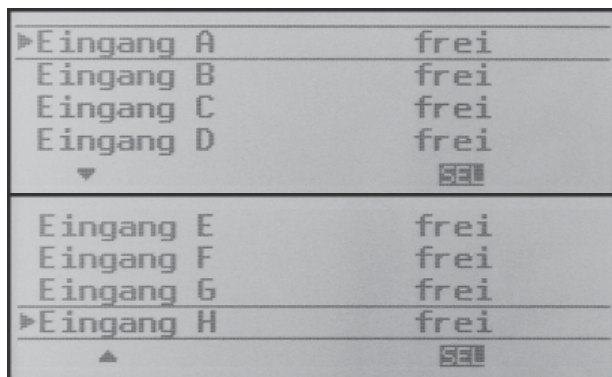 Eingang A frei
Eingang B frei
Eingang C frei
Eingang D frei
SEL
Eingang E frei
Eingang F frei
Eingang G frei
Eingang H frei
SEL